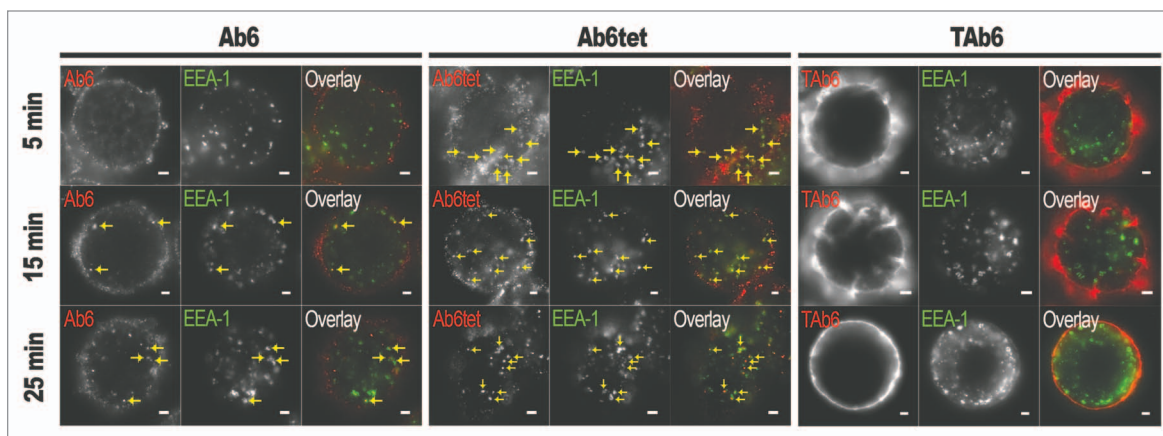 Ab6 Ab6tet TAb6
5 min
Ab6 EEA-1 Overlay Ab6tet EEA-1 Overlay TAb6 EEA-1 Overlay
15 min
Ab6 EEA-1 Overlay Ab6tet EEA-1 Overlay TAb6 EEA-1 Overlay
25 min
Ab6 EEA-1 Overlay Ab6tet EEA-1 Overlay TAb6 EEA-1 Overlay